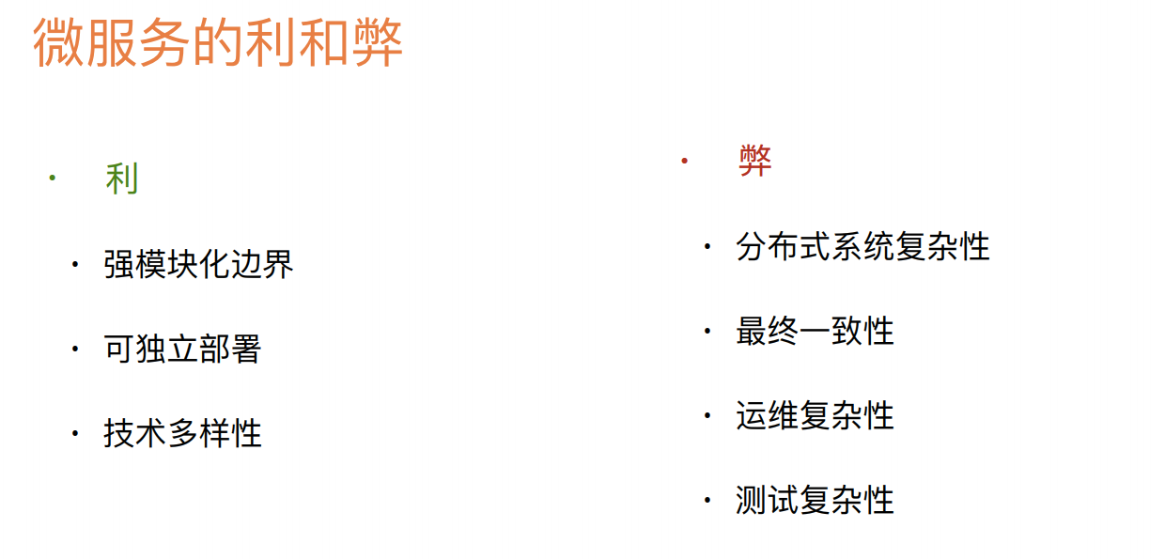 微服务的利和弊
• 利
• 强模块化边界
• 可独立部署
• 技术多样性
• 弊
• 分布式系统复杂性
• 最终一致性
• 运维复杂性
• 测试复杂性